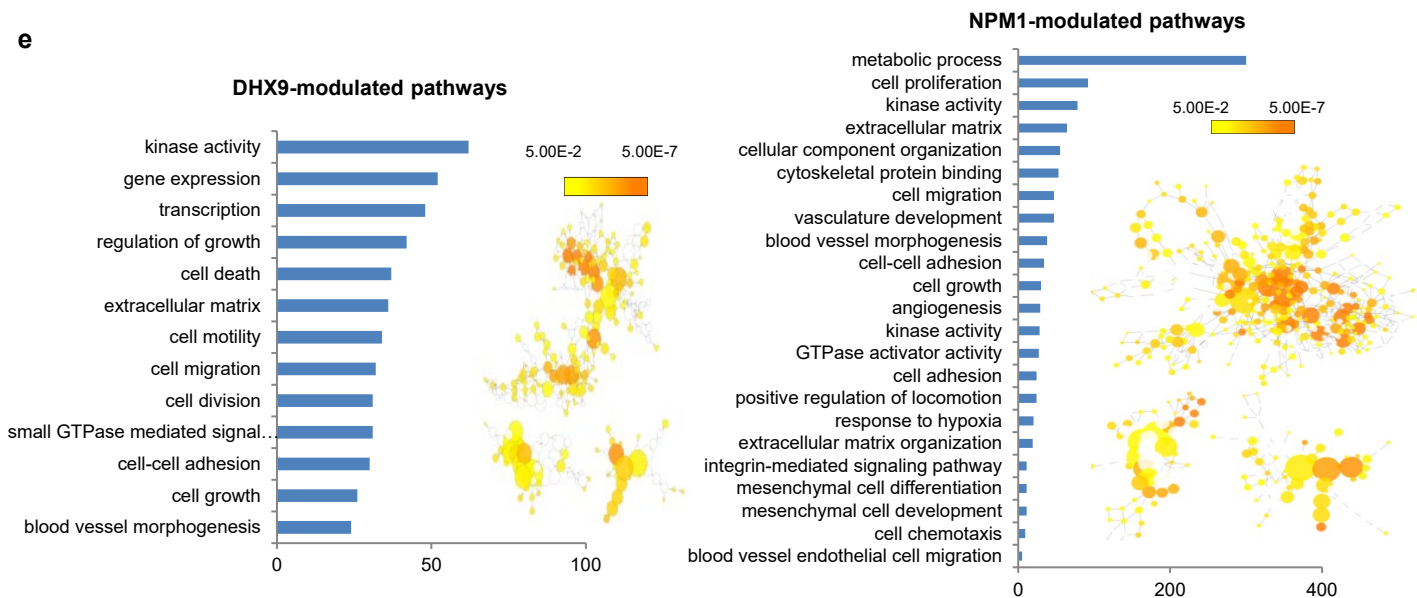 e
DHX9-modulated pathways
kinase activity
gene expression
transcription
regulation of growth
cell death
extracellular matrix
cell motility
cell migration
cell division
small GTPase mediated signal…
cell-cell adhesion
cell growth
blood vessel morphogenesis
0 50 100
5.00E-2 5.00E-7
NPM1-modulated pathways
metabolic process
cell proliferation
kinase activity
extracellular matrix
cellular component organization
cytoskeletal protein binding
cell migration
vasculature development
blood vessel morphogenesis
cell-cell adhesion
cell growth
angiogenesis
kinase activity
GTPase activator activity
cell adhesion
positive regulation of locomotion
response to hypoxia
extracellular matrix organization
integrin-mediated signaling pathway
mesenchymal cell differentiation
mesenchymal cell development
cell chemotaxis
blood vessel endothelial cell migration
0 200 400
5.00E-2 5.00E-7